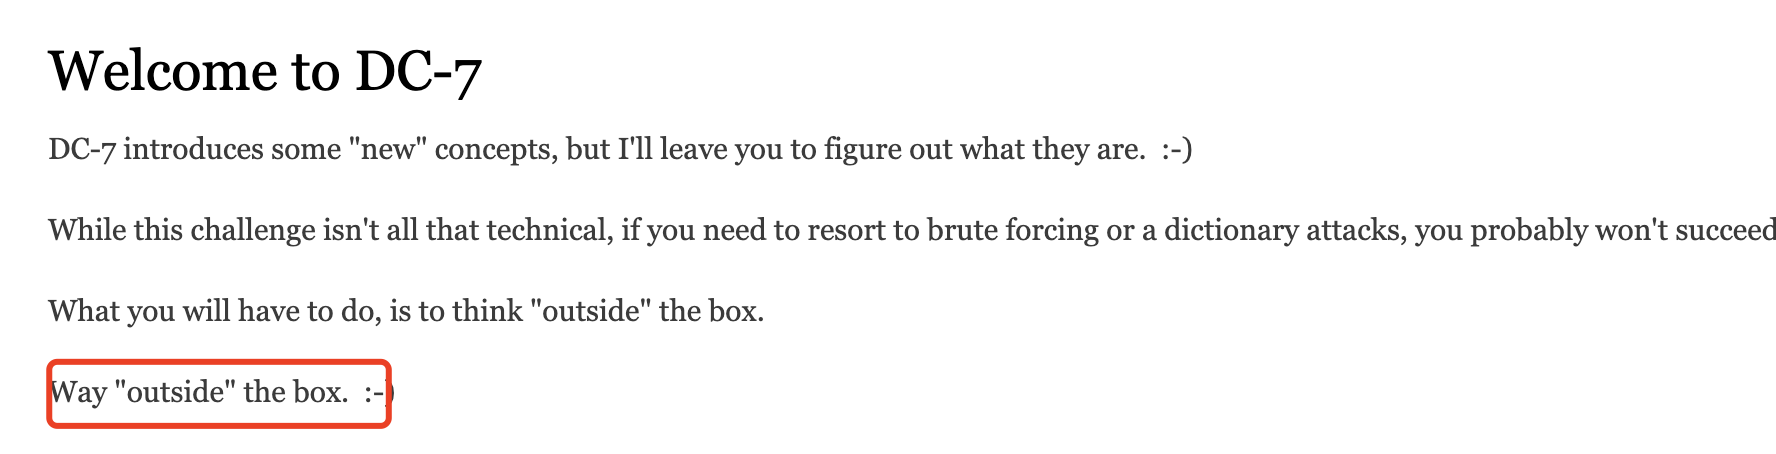 Welcome to DC-7
DC-7 introduces some "new" concepts, but I'll leave you to figure out what they are.  :-)
While this challenge isn't all that technical, if you need to resort to brute forcing or a dictionary attacks, you probably won't succeed
What you will have to do, is to think "outside" the box.
Way "outside" the box.  :-)